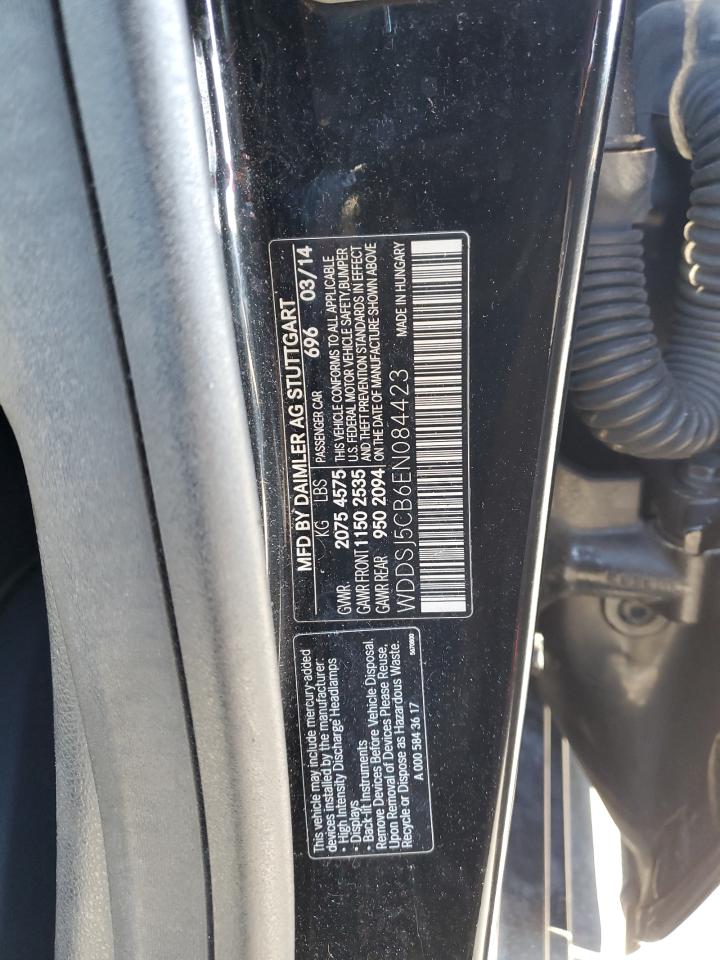 MFD BY DAIMLER AG STUTTGART
KG LBS PASSENGER CAR 696 03/14
GVWR. 2075 4575 THIS VEHICLE CONFORMS TO ALL APPLICABLE
U.S. FEDERAL MOTOR VEHICLE SAFETY, BUMPER
GAWR FRONT 1150 2535 AND THEFT PREVENTION STANDARDS IN EFFECT
GAWR REAR 950 2094 ON THE DATE OF MANUFACTURE SHOWN ABOVE
WDDSJ5CB6EN084423 MADE IN HUNGARY
This vehicle may include mercury-added
devices installed by the manufacturer:
• High Intensity Discharge Headlamps
• Displays
• Back-lit Instruments
Remove Devices Before Vehicle Disposal.
Upon Removal of Devices Please Reuse,
Recycle or Dispose as Hazardous Waste.
A 000 584 36 17